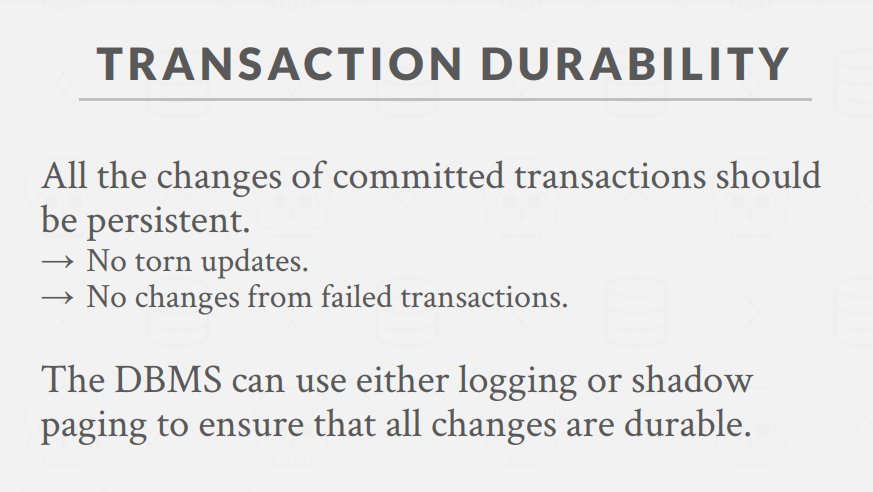 TRANSACTION DURABILITY
All the changes of committed transactions should
be persistent.
→ No torn updates.
→ No changes from failed transactions.
The DBMS can use either logging or shadow
paging to ensure that all changes are durable.